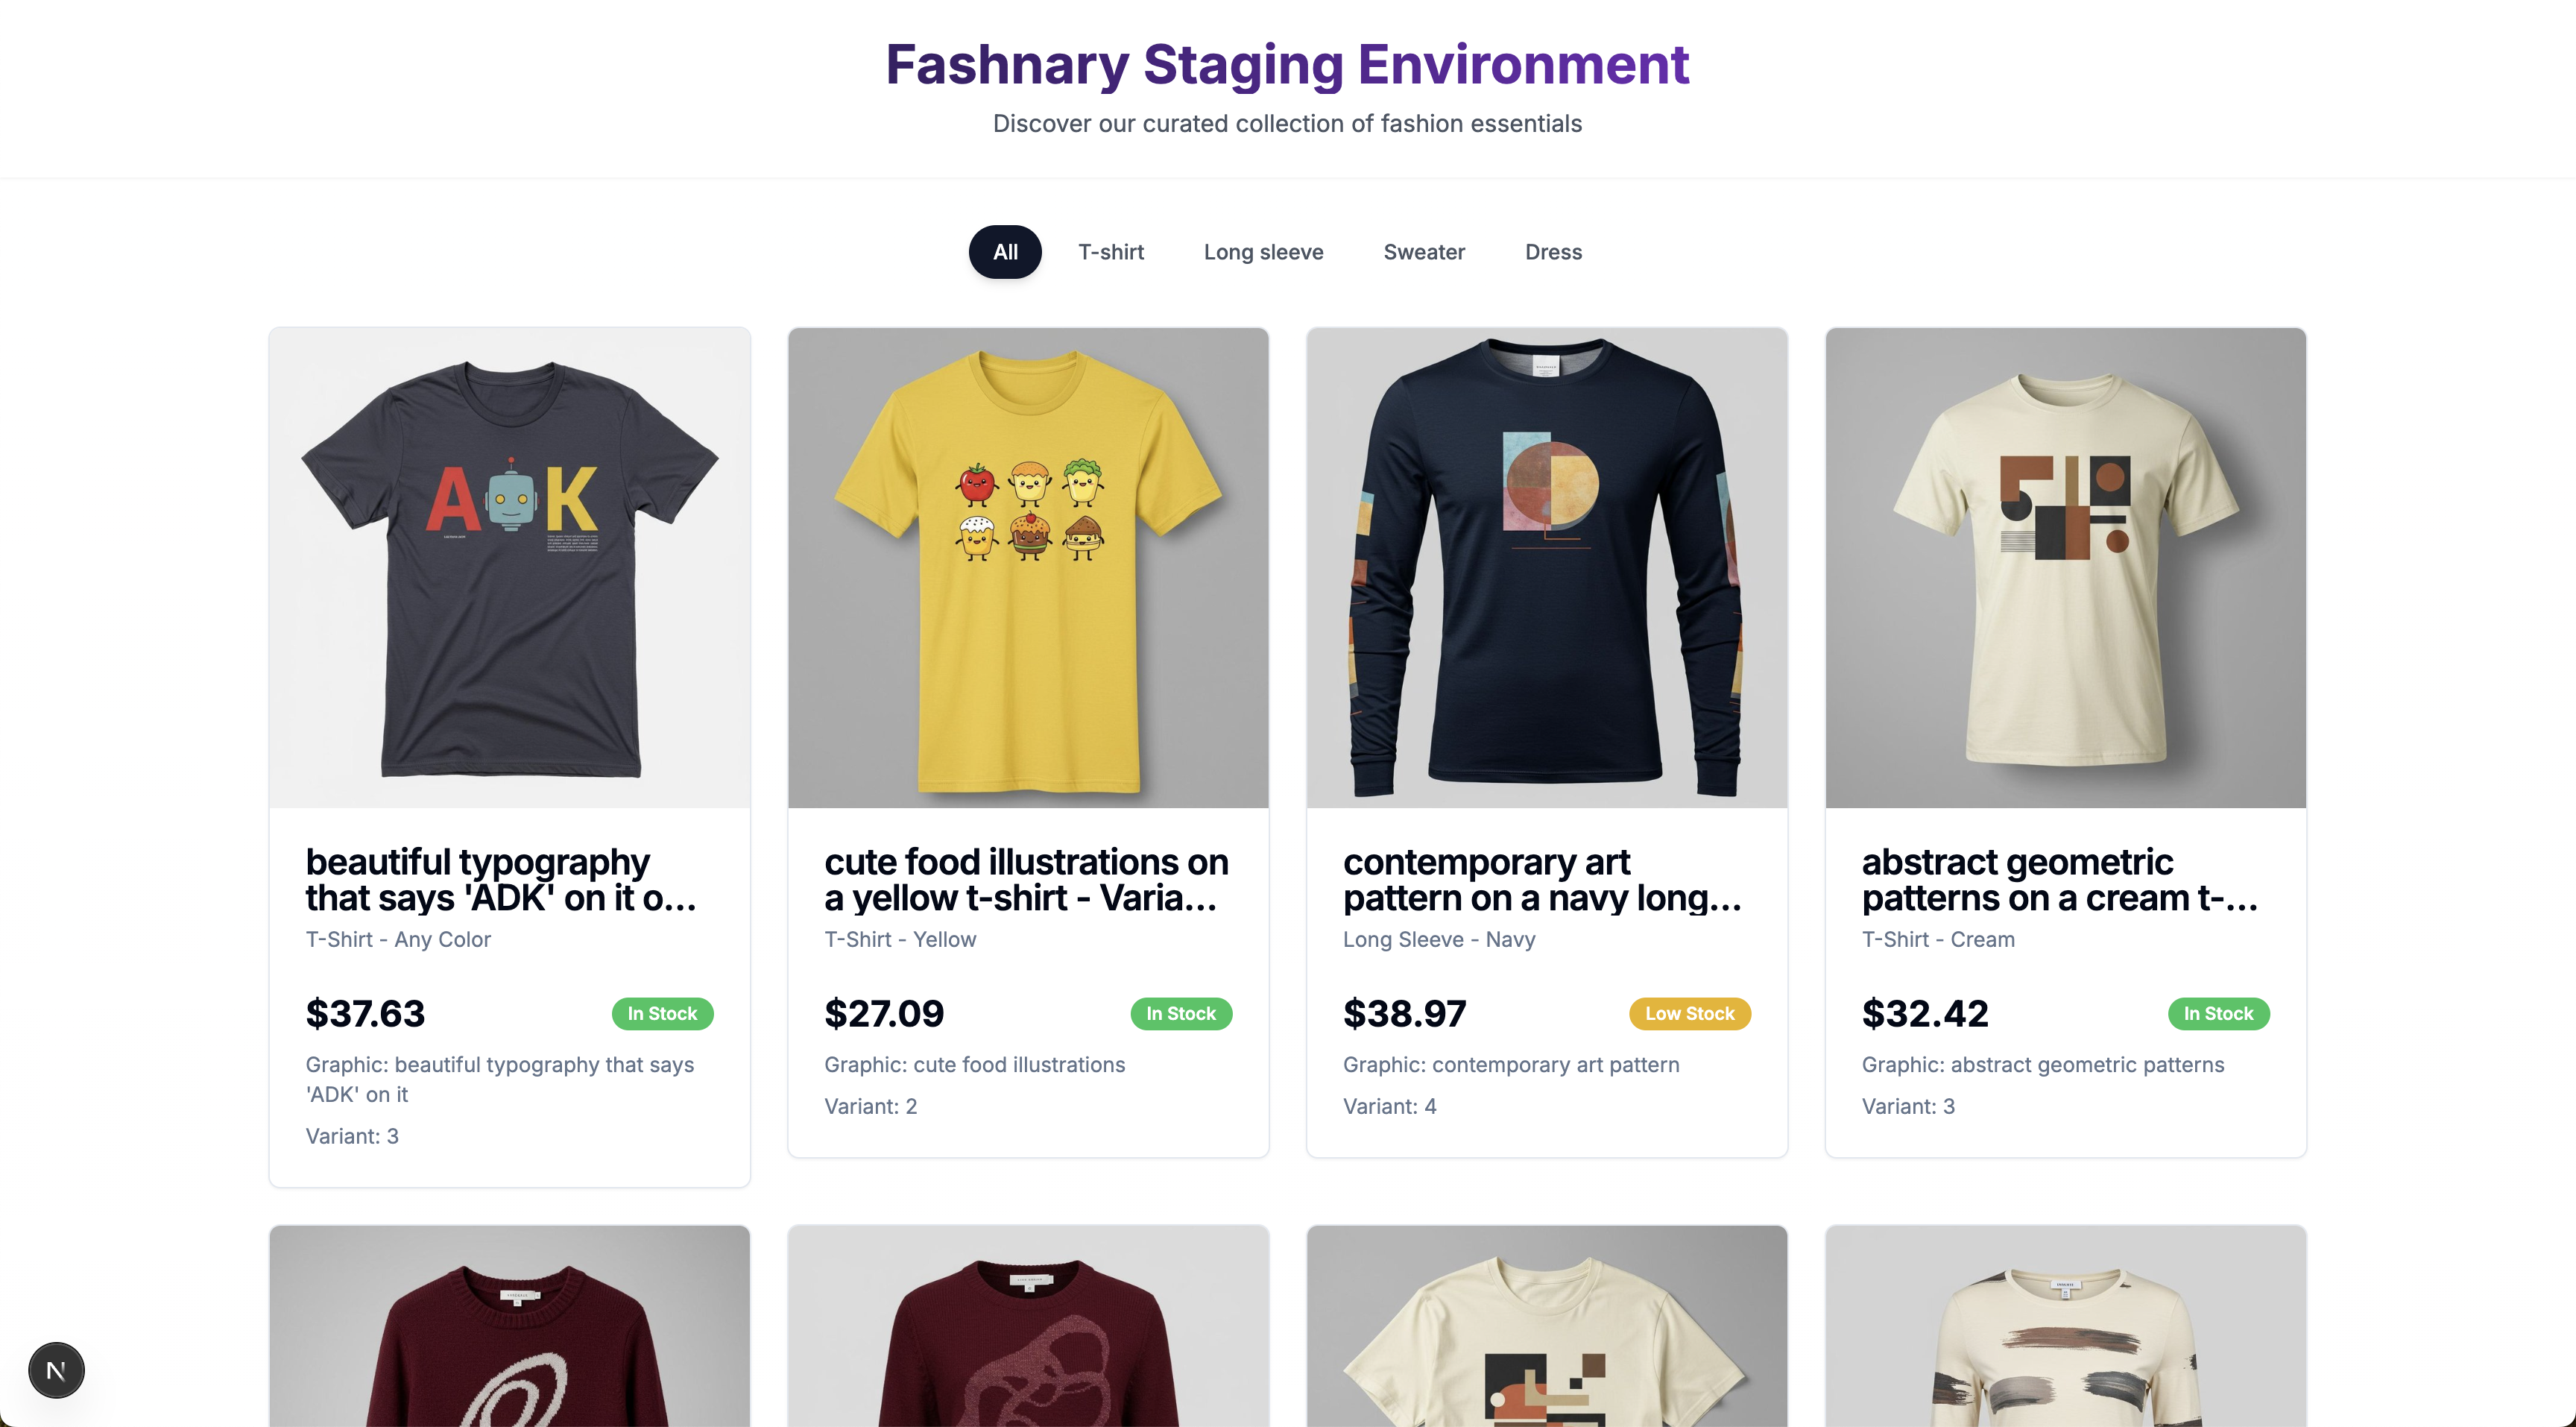 Fashnary Staging Environment
Discover our curated collection of fashion essentials
All
T-shirt
Long sleeve
Sweater
Dress
A K
beautiful typography
that says 'ADK' on it o...
T-Shirt - Any Color
$37.63
In Stock
Graphic: beautiful typography that says
'ADK' on it
Variant: 3
cute food illustrations on
a yellow t-shirt - Varia...
T-Shirt - Yellow
$27.09
In Stock
Graphic: cute food illustrations
Variant: 2
contemporary art
pattern on a navy long...
Long Sleeve - Navy
$38.97
Low Stock
Graphic: contemporary art pattern
Variant: 4
abstract geometric
patterns on a cream t-...
T-Shirt - Cream
$32.42
In Stock
Graphic: abstract geometric patterns
Variant: 3
N